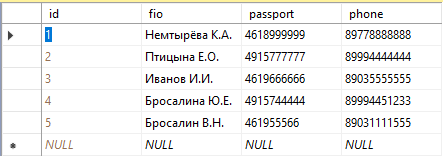 id fio passport phone
1 Немтырёва К.А. 4618999999 89778888888
2 Птицына Е.О. 4915777777 89994444444
3 Иванов И.И. 4619666666 89035555555
4 Бросалина Ю.Е. 4915744444 89994451233
5 Бросалин В.Н. 461955566 89031111555
NULL NULL NULL NULL